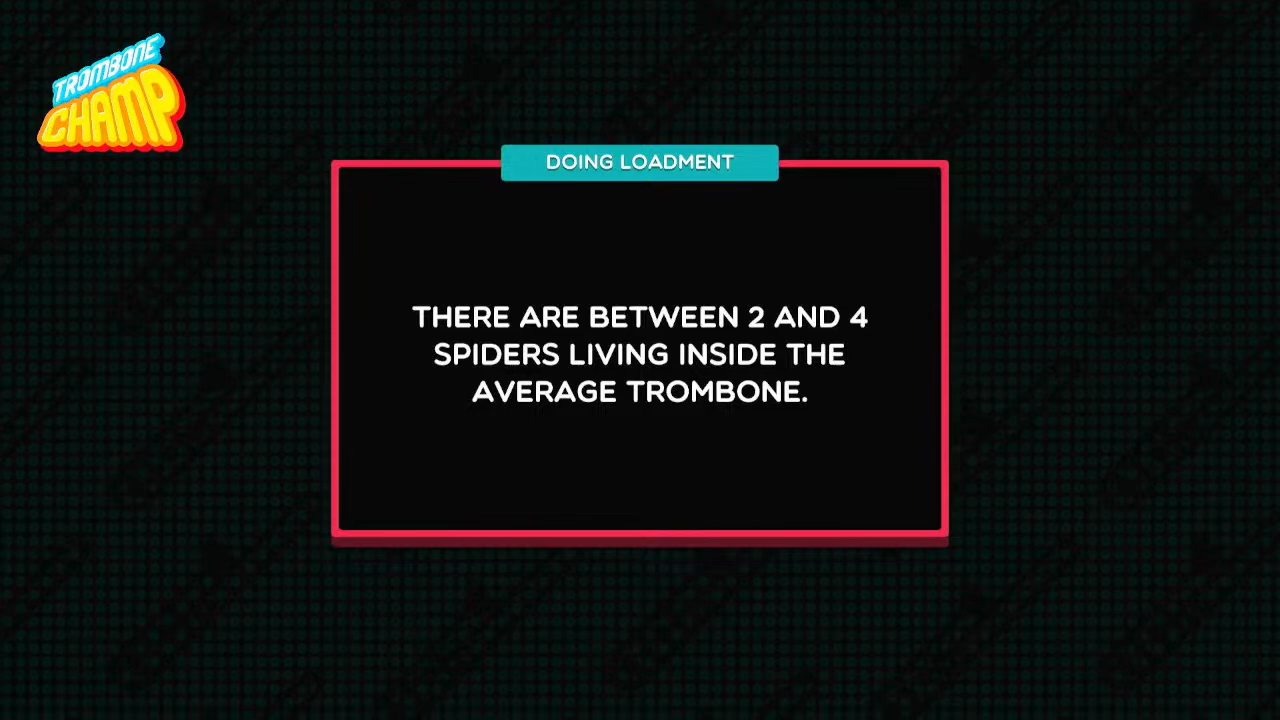 TROMBONE
CHAMP
DOING LOADMENT
THERE ARE BETWEEN 2 AND 4
SPIDERS LIVING INSIDE THE
AVERAGE TROMBONE.